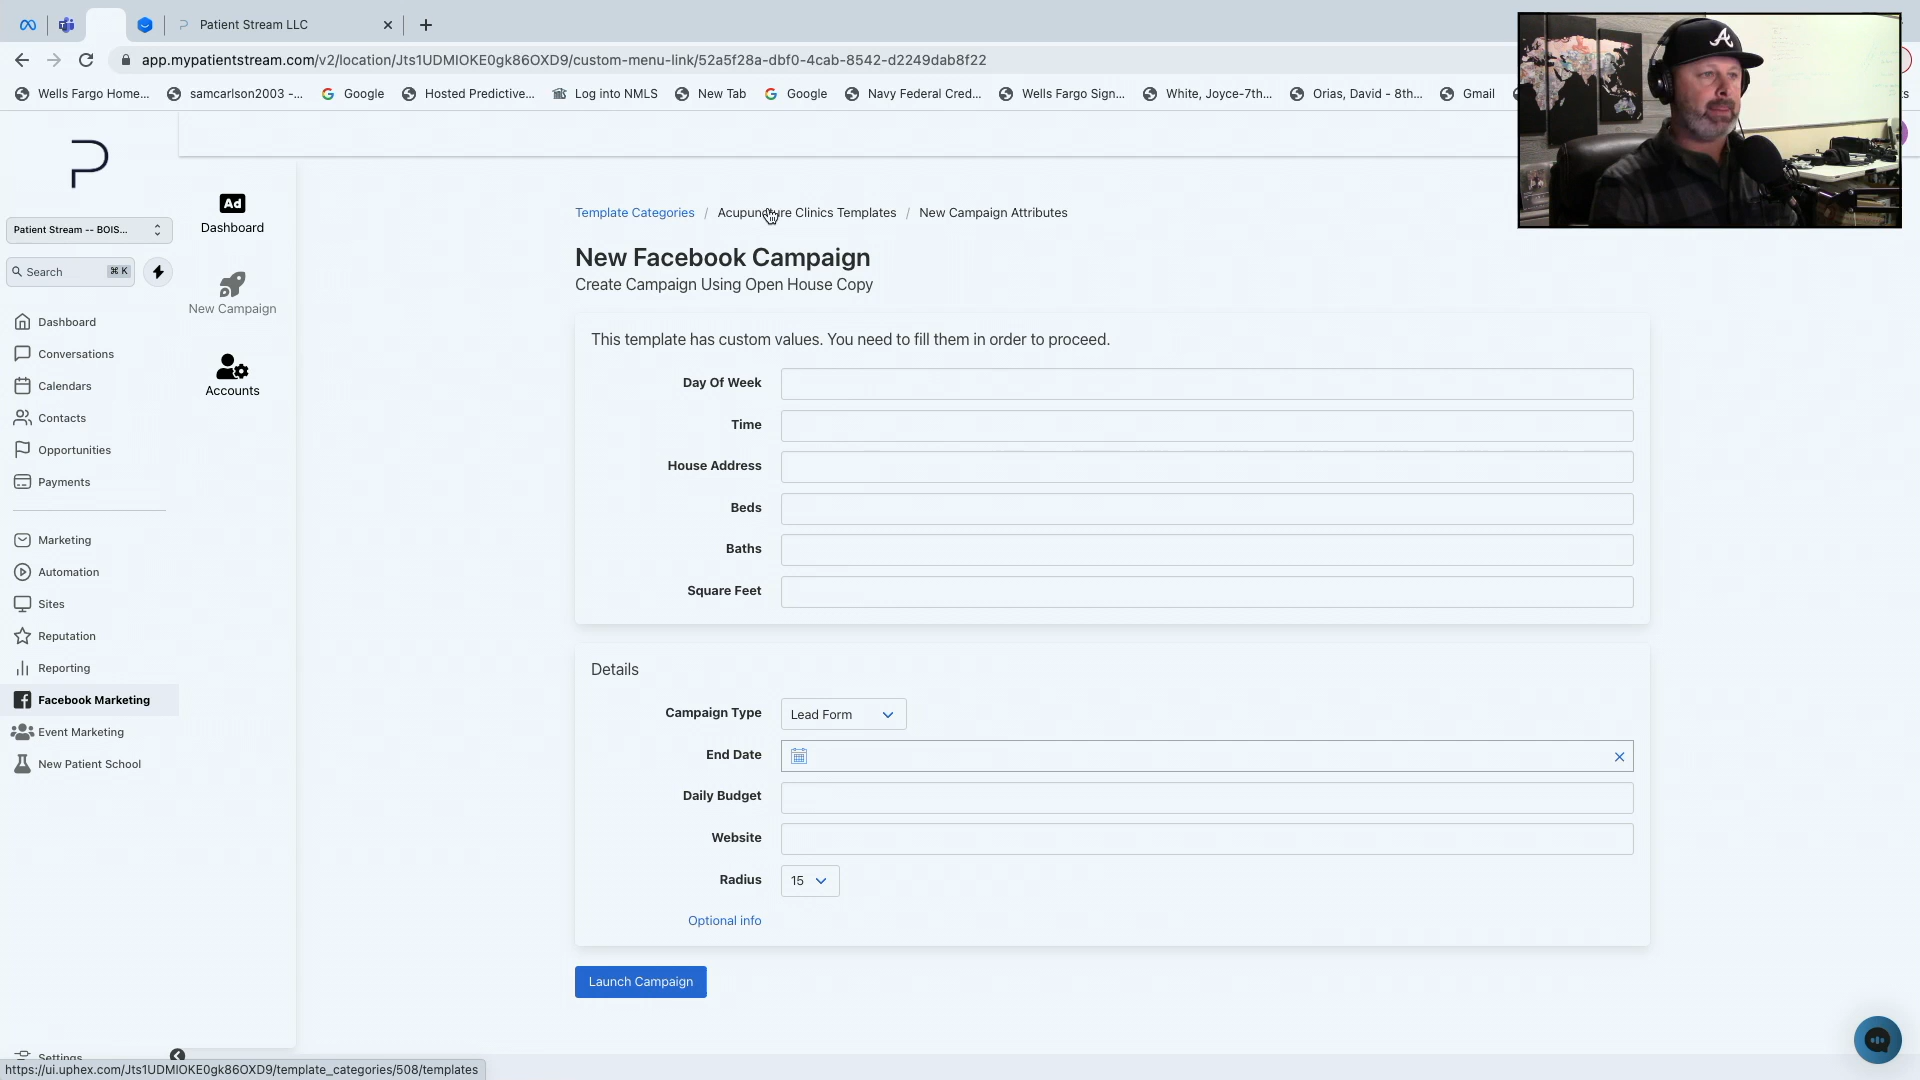 Patient Stream LLC
app.mypatientstream.com/v2/location/Jts1UDMIOKE0gk86OXD9/custom-menu-link/52a5f28a-dbf0-4cab-8542-d2249dab8f22
Wells Fargo Home...
samcarlson2003 -...
Google
Hosted Predictive...
Log into NMLS
New Tab
Google
Navy Federal Cred...
Wells Fargo Sign...
White, Joyce-7th...
Orias, David - 8th...
Gmail
Patient Stream -- BOIS...
Search
⌘ K
Dashboard
Conversations
Calendars
Contacts
Opportunities
Payments
Marketing
Automation
Sites
Reputation
Reporting
Facebook Marketing
Event Marketing
New Patient School
Settings
Ad
Dashboard
New Campaign
Accounts
Template Categories / Acupuncture Clinics Templates / New Campaign Attributes
New Facebook Campaign
Create Campaign Using Open House Copy
This template has custom values. You need to fill them in order to proceed.
Day Of Week
Time
House Address
Beds
Baths
Square Feet
Details
Campaign Type
Lead Form
End Date
Daily Budget
Website
Radius
15
Optional info
Launch Campaign
https://ui.uphex.com/Jts1UDMIOKE0gk86OXD9/template_categories/508/templates